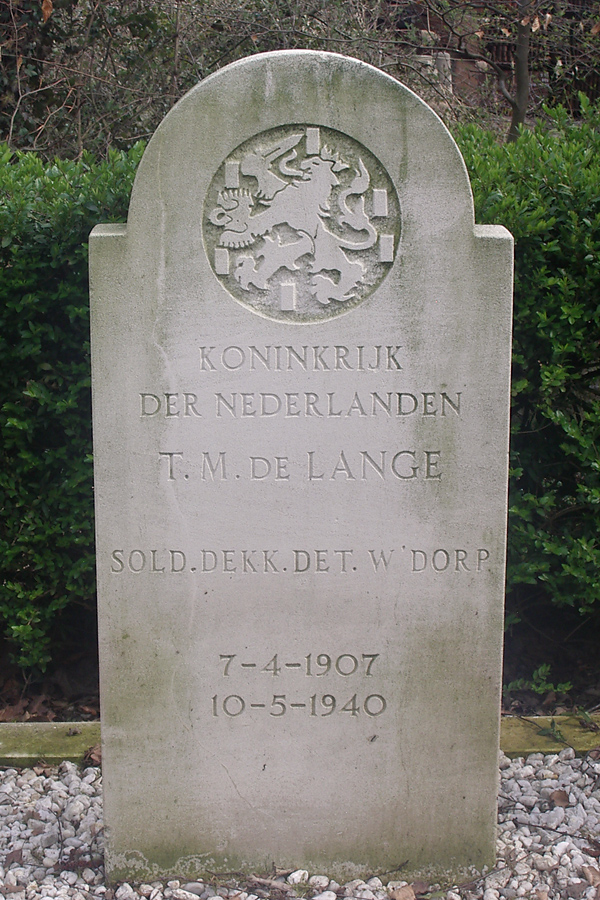 KONINKRIJK
DER NEDERLANDEN
T. M. DE LANGE
SOLD. DEKK. DET. W'DORP
7-4-1907
10-5-1940